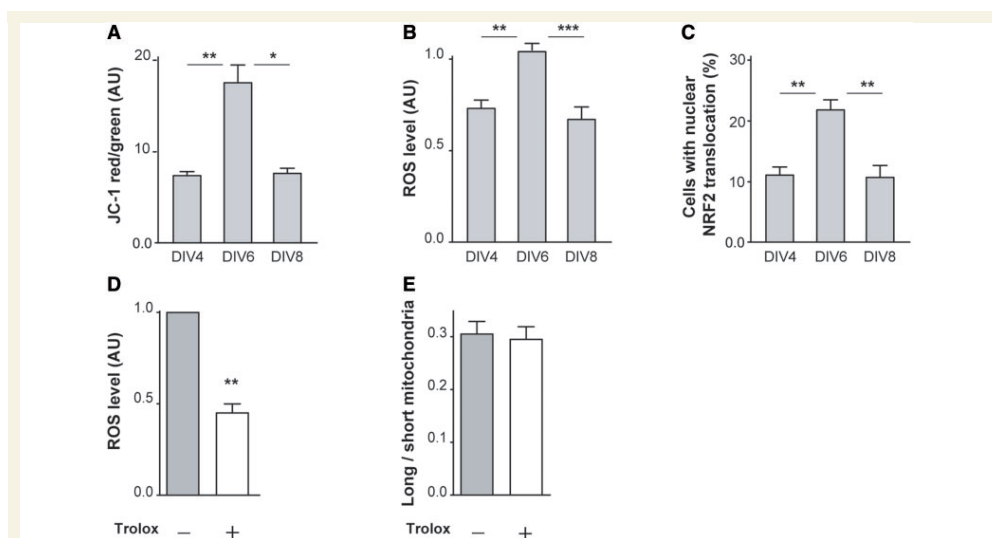 A
JC-1 red/green (AU)
20
10
0.0
** *
DIV4 DIV6 DIV8
B
ROS level (AU)
1.0
0.5
0.0
** ***
DIV4 DIV6 DIV8
C
Cells with nuclear
NRF2 translocation (%)
30
20
10
0.0
** **
DIV4 DIV6 DIV8
D
ROS level (AU)
1.0
0.5
0.0
**
Trolox – +
E
Long / short mitochondria
0.3
0.2
0.1
0.0
Trolox – +